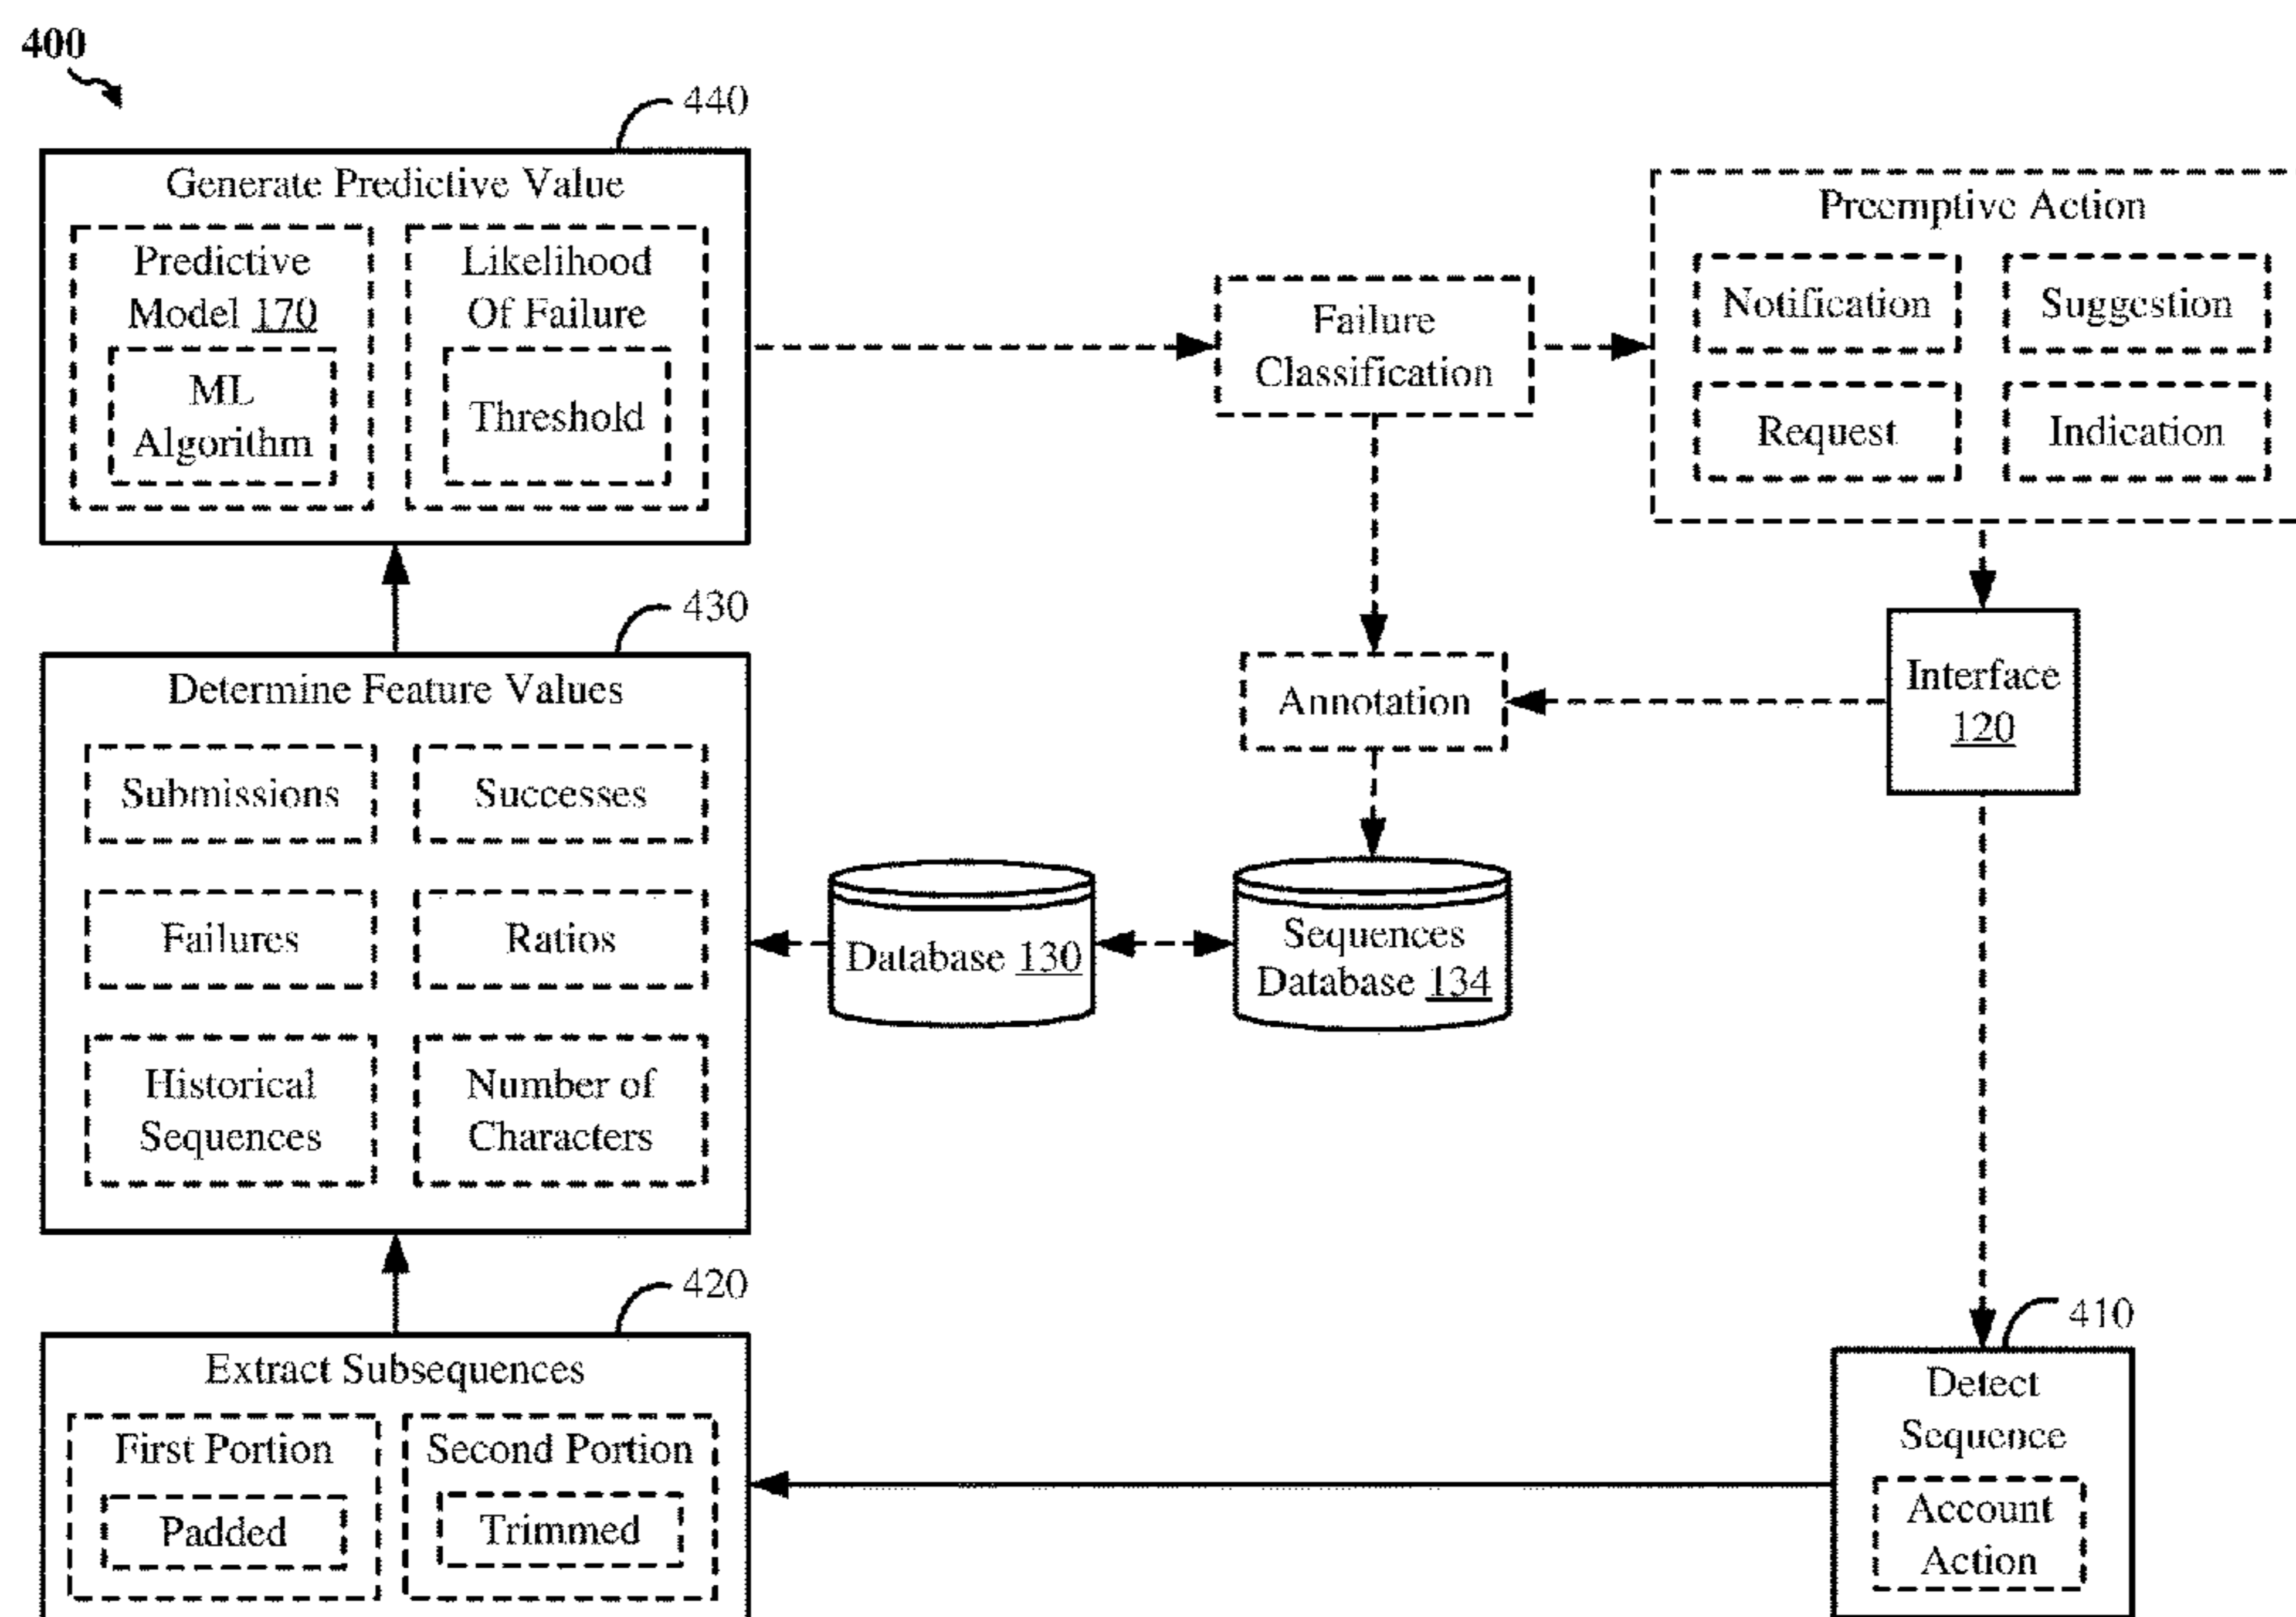 400
440
Generate Predictive Value
Predictive
Model 170
ML
Algorithm
Likelihood
Of Failure
Threshold
Failure
Classification
Preemptive Action
Notification
Suggestion
Request
Indication
430
Determine Feature Values
Submissions
Successes
Failures
Ratios
Historical
Sequences
Number of
Characters
Annotation
Interface
120
Database 130
Sequences
Database 134
420
Extract Subsequences
First Portion
Padded
Second Portion
Trimmed
410
Detect
Sequence
Account
Action